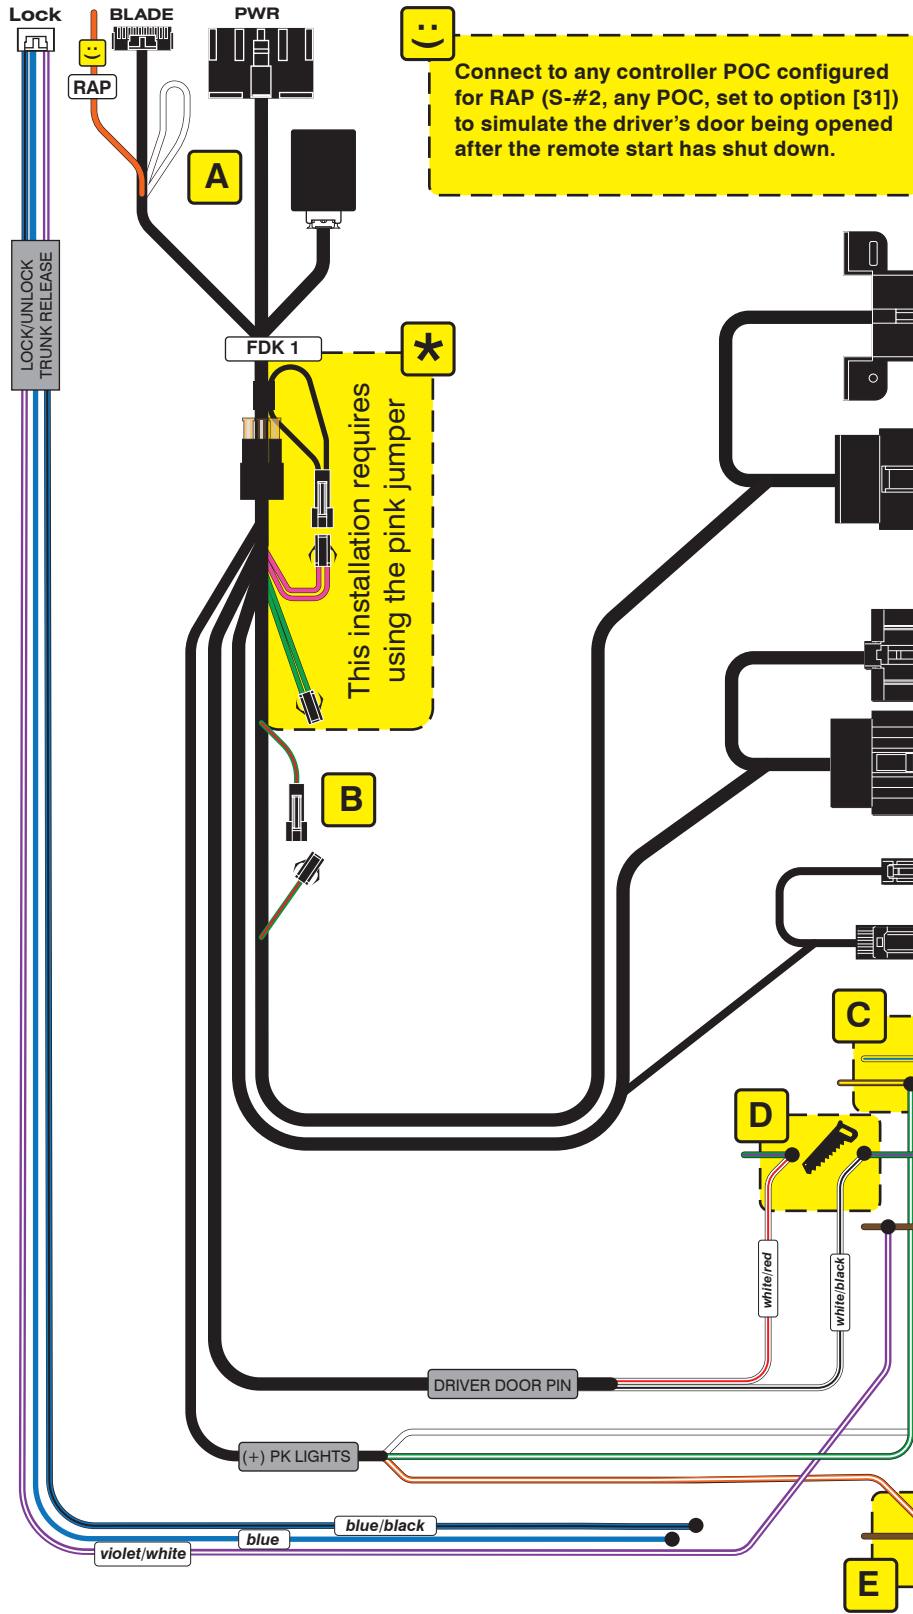 Lock
BLADE
PWR
RAP
A
Connect to any controller POC configured
for RAP (S-#2, any POC, set to option [31])
to simulate the driver's door being opened
after the remote start has shut down.
LOCK/UNLOCK
TRUNK RELEASE
FDK 1
*
This installation requires
using the pink jumper
B
C
D
white/red
white/black
DRIVER DOOR PIN
(+) PK LIGHTS
blue/black
blue
violet/white
E